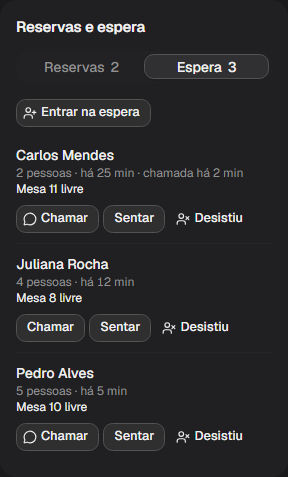 Reservas e espera
Reservas 2
Espera 3
Entrar na espera
Carlos Mendes
2 pessoas · há 25 min · chamada há 2 min
Mesa 11 livre
Chamar
Sentar
Desistiu
Juliana Rocha
4 pessoas · há 12 min
Mesa 8 livre
Chamar
Sentar
Desistiu
Pedro Alves
5 pessoas · há 5 min
Mesa 10 livre
Chamar
Sentar
Desistiu